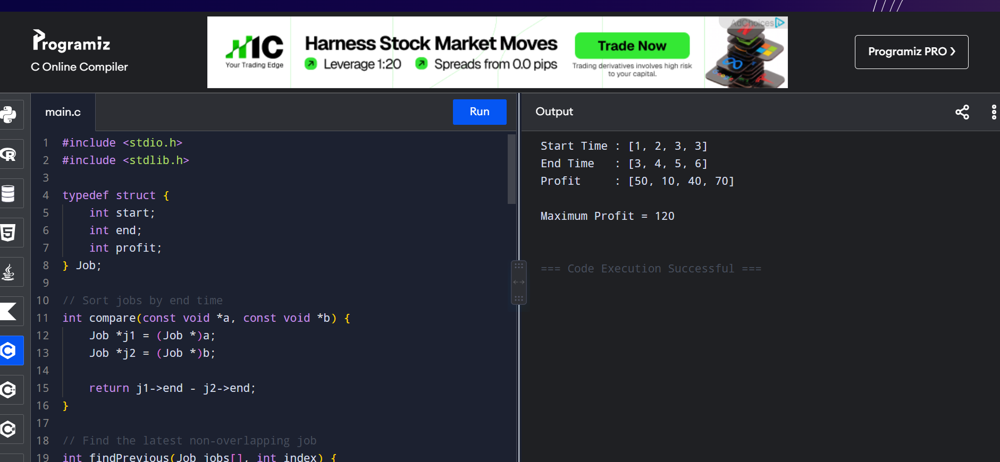 Programiz
C Online Compiler
HIC
Your Trading Edge
Harness Stock Market Moves
Leverage 1:20 Spreads from 0.0 pips
Trade Now
Trading derivatives involves high risk
to your capital.
AdChoices
Programiz PRO ❯
main.c
Run
1 #include <stdio.h>
2 #include <stdlib.h>
3
4 typedef struct {
5     int start;
6     int end;
7     int profit;
8 } Job;
9
10 // Sort jobs by end time
11 int compare(const void *a, const void *b) {
12     Job *j1 = (Job *)a;
13     Job *j2 = (Job *)b;
14
15     return j1->end - j2->end;
16 }
17
18 // Find the latest non-overlapping job
19 int findPrevious(Job jobs[], int index) {
Output
Start Time : [1, 2, 3, 3]
End Time   : [3, 4, 5, 6]
Profit     : [50, 10, 40, 70]
Maximum Profit = 120
=== Code Execution Successful ===